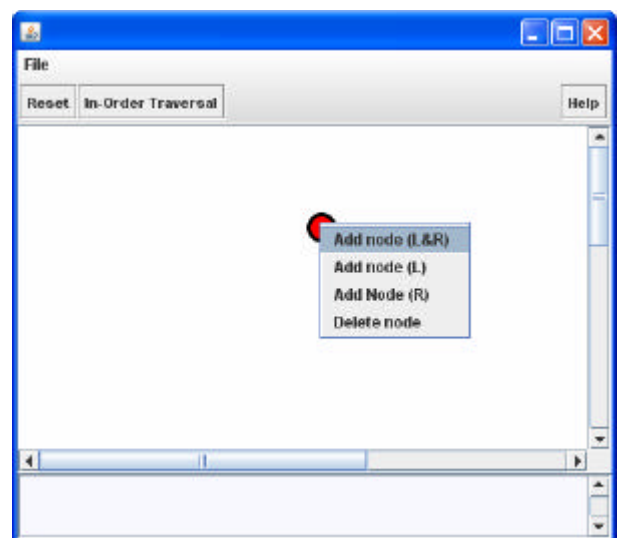 File
Reset In-Order Traversal Help
Add node (L&R)
Add node (L)
Add Node (R)
Delete node